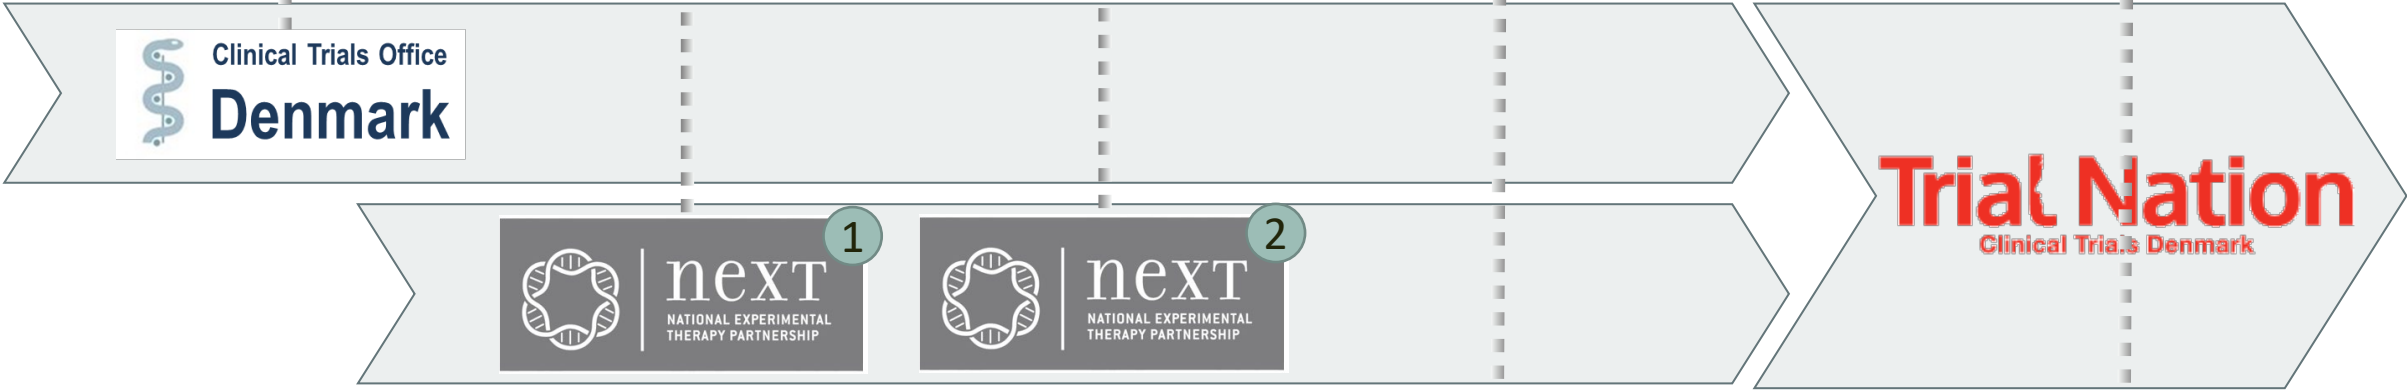 Clinical Trials Office
Denmark
1
next
NATIONAL EXPERIMENTAL
THERAPY PARTNERSHIP
2
next
NATIONAL EXPERIMENTAL
THERAPY PARTNERSHIP
Trial Nation
Clinical Trials Denmark